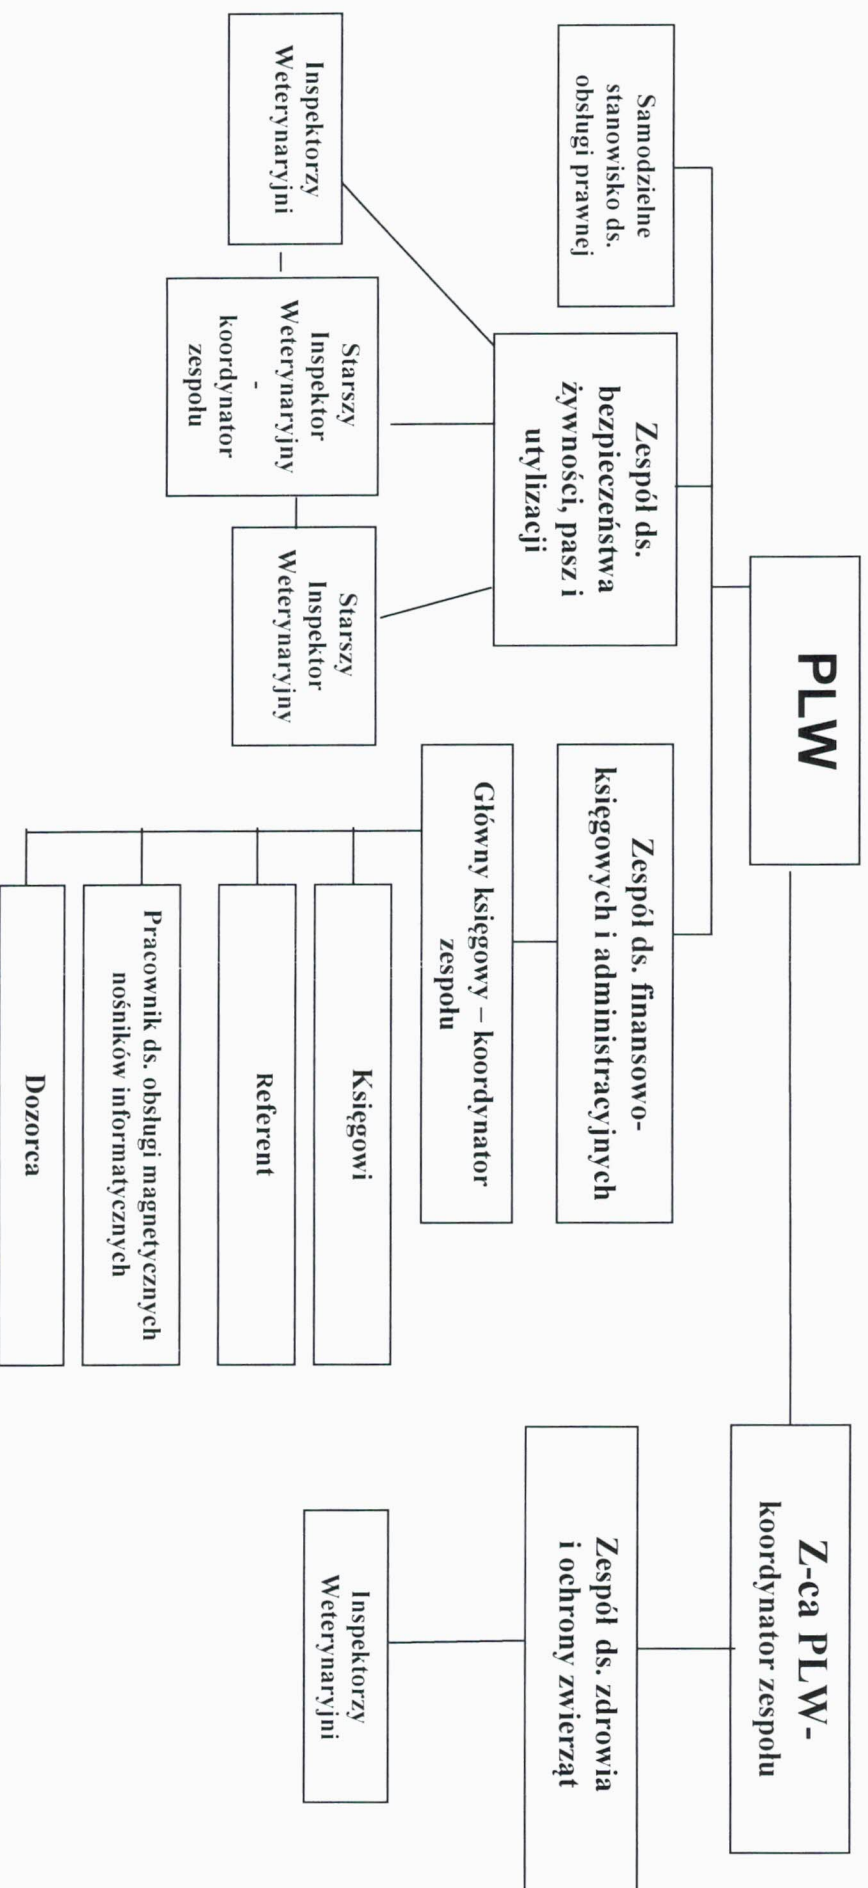 PLW
Z-ca PLW-
koordynator zespołu
Samodzielne
stanowisko ds.
obsługi prawnej
Zespół ds.
bezpieczeństwa
żywności, pasz i
utylizacji
Zespół ds. finansowo-
księgowych i administracyjnych
Zespół ds. zdrowia
i ochrony zwierząt
Inspektorzy
Weterynaryjni
Starszy
Inspektor
Weterynaryjny
-
koordynator
zespołu
Starszy
Inspektor
Weterynaryjny
Główny księgowy – koordynator
zespołu
Księgowi
Referent
Pracownik ds. obsługi magnetycznych
nośników informatycznych
Dozorca
Inspektorzy
Weterynaryjni